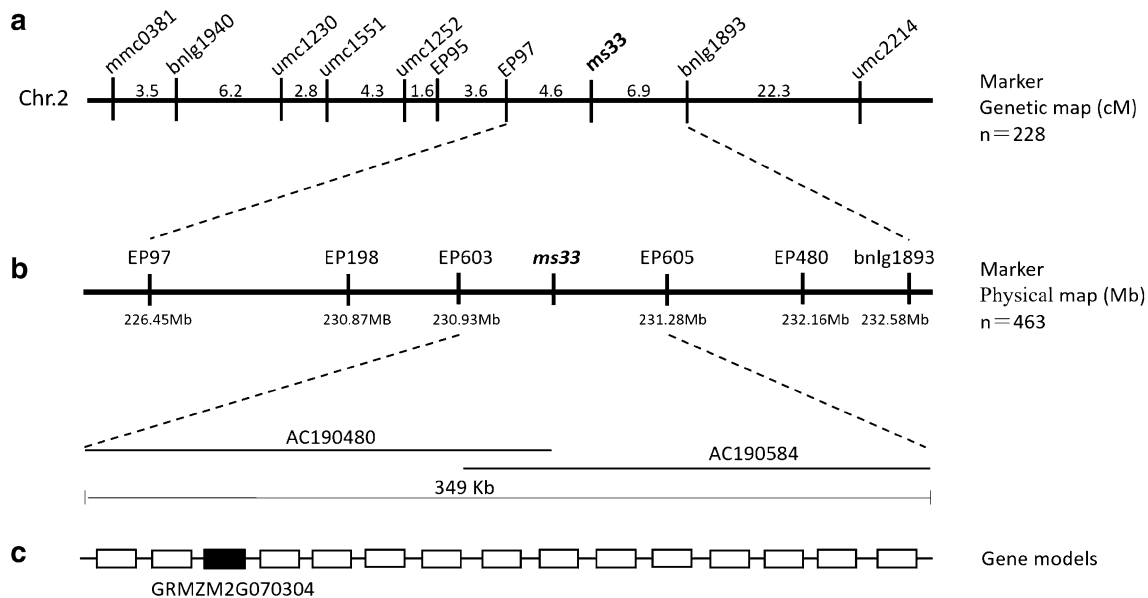 a
mmc0381 bnlg1940 umc1230 umc1551 umc1252 EP95 EP97 ms33 bnlg1893 umc2214
Chr.2 3.5 6.2 2.8 4.3 1.6 3.6 4.6 6.9 22.3
Marker
Genetic map (cM)
n=228
b
EP97 EP198 EP603 ms33 EP605 EP480 bnlg1893
226.45Mb 230.87MB 230.93Mb 231.28Mb 232.16Mb 232.58Mb
Marker
Physical map (Mb)
n=463
AC190480
AC190584
349 Kb
c
Gene models
GRMZM2G070304